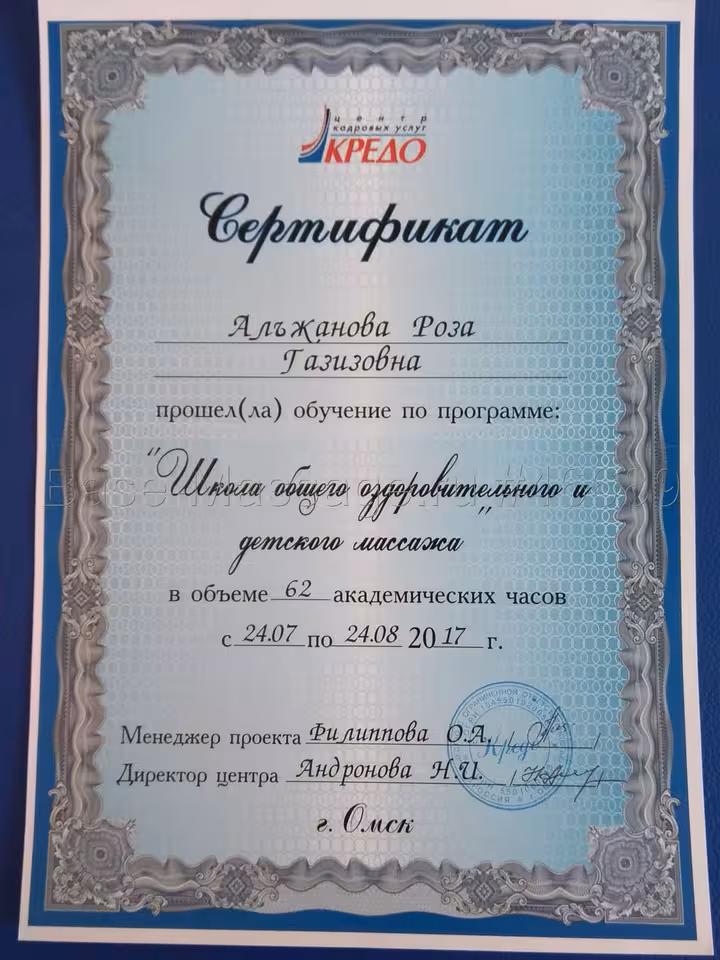 центр
кадровых услуг
КРЕДО
Сертификат
Альжанова Роза
Газизовна
прошел(ла) обучение по программе:
"Школа общего оздоровительного и
детского массажа"
в объеме 62 академических часов
с 24.07 по 24.08 2017 г.
Менеджер проекта Филиппова О.А.
Директор центра Андронова Н.И.
Кредо
г. Омск